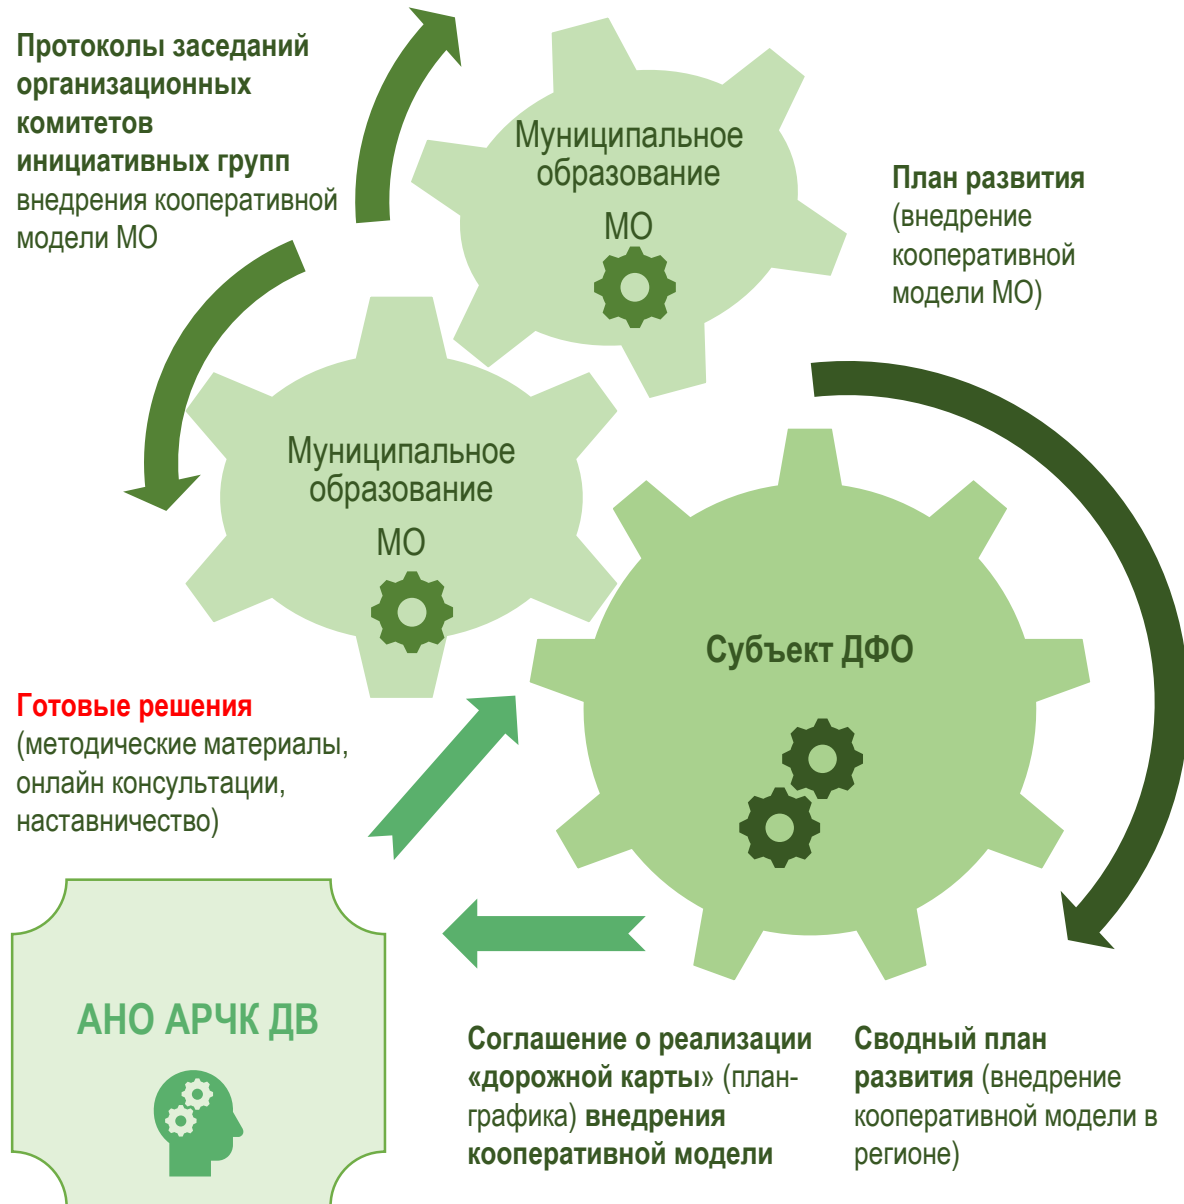 Протоколы заседаний
организационных
комитетов
инициативных групп
внедрения кооперативной
модели МО
Муниципальное
образование
МО
План развития
(внедрение
кооперативной
модели МО)
Муниципальное
образование
МО
Субъект ДФО
Готовые решения
(методические материалы,
онлайн консультации,
наставничество)
АНО АРЧК ДВ
Соглашение о реализации
«дорожной карты» (план-
графика) внедрения
кооперативной модели
Сводный план
развития (внедрение
кооперативной модели в
регионе)